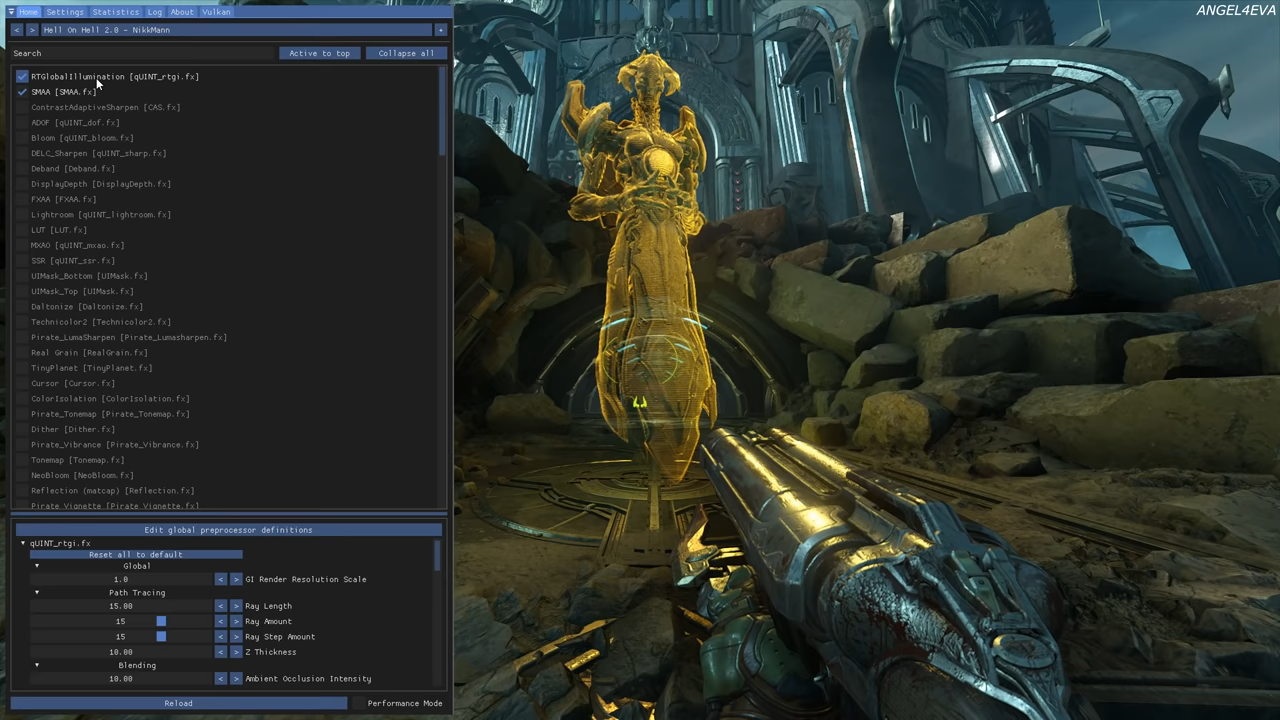 Home Settings Statistics Log About Vulkan
ANGEL4EVA
< > Hell On Hell 2.0 - NikkMann +
Search Active to top Collapse all
RTGlobalIllumination [qUINT_rtgi.fx]
SMAA [SMAA.fx]
ContrastAdaptiveSharpen [CAS.fx]
ADOF [qUINT_dof.fx]
Bloom [qUINT_bloom.fx]
DELC_Sharpen [qUINT_sharp.fx]
Deband [Deband.fx]
DisplayDepth [DisplayDepth.fx]
FXAA [FXAA.fx]
Lightroom [qUINT_lightroom.fx]
LUT [LUT.fx]
MXAO [qUINT_mxao.fx]
SSR [qUINT_ssr.fx]
UIMask_Bottom [UIMask.fx]
UIMask_Top [UIMask.fx]
Daltonize [Daltonize.fx]
Technicolor2 [Technicolor2.fx]
Pirate_LumaSharpen [Pirate_Lumasharpen.fx]
Real Grain [RealGrain.fx]
TinyPlanet [TinyPlanet.fx]
Cursor [Cursor.fx]
ColorIsolation [ColorIsolation.fx]
Pirate_Tonemap [Pirate_Tonemap.fx]
Dither [Dither.fx]
Pirate_Vibrance [Pirate_Vibrance.fx]
Tonemap [Tonemap.fx]
NeoBloom [NeoBloom.fx]
Reflection (matcap) [Reflection.fx]
Pirate Vignette [Pirate Vignette.fx]
Edit global preprocessor definitions
qUINT_rtgi.fx
Reset all to default
Global
1.0 < > GI Render Resolution Scale
Path Tracing
15.00 < > Ray Length
15 < > Ray Amount
15 < > Ray Step Amount
10.00 < > Z Thickness
Blending
10.00 < > Ambient Occlusion Intensity
Reload Performance Mode